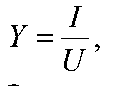 Y = I/U,